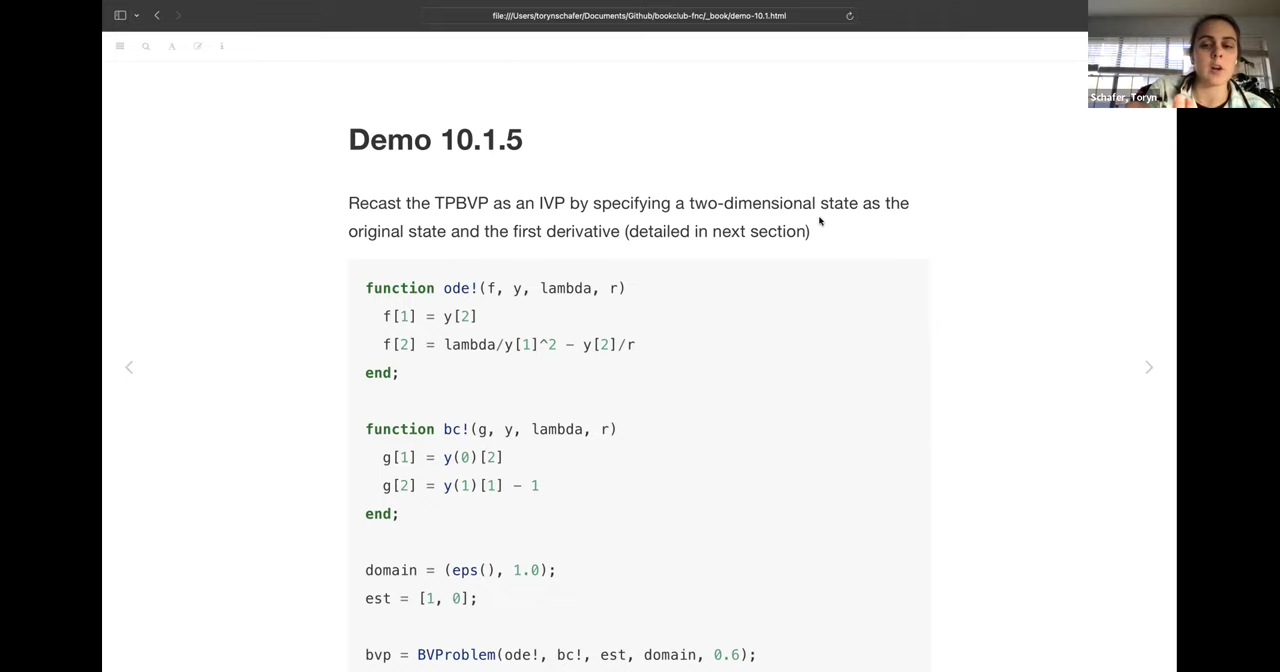 file:///Users/torynschafer/Documents/Github/bookclub-fnc/_book/demo-10.1.html
Schafer, Toryn
Demo 10.1.5
Recast the TPBVP as an IVP by specifying a two-dimensional state as the
original state and the first derivative (detailed in next section)
function ode!(f, y, lambda, r)
  f[1] = y[2]
  f[2] = lambda/y[1]^2 - y[2]/r
end;
function bc!(g, y, lambda, r)
  g[1] = y(0)[2]
  g[2] = y(1)[1] - 1
end;
domain = (eps(), 1.0);
est = [1, 0];
bvp = BVProblem(ode!, bc!, est, domain, 0.6);